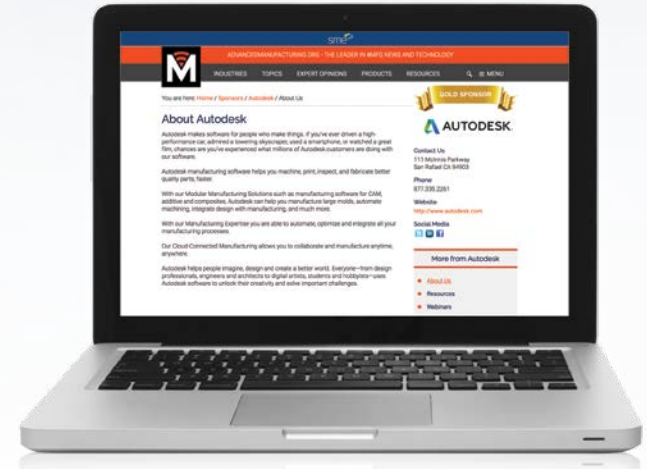 sme
ADVANCEDMANUFACTURING.ORG - THE LEADER IN #MFG NEWS AND TECHNOLOGY
M
INDUSTRIES TOPICS EXPERT OPINIONS PRODUCTS RESOURCES MENU
You are here: Home / Sponsors / Autodesk / About Us
About Autodesk
Autodesk makes software for people who make things. If you've ever driven a high-
performance car, admired a towering skyscraper, used a smartphone, or watched a great
film, chances are you've experienced what millions of Autodesk customers are doing with
our software.
Autodesk manufacturing software helps you machine, print, inspect, and fabricate better
quality parts, faster.
With our Modular Manufacturing Solutions such as manufacturing software for CAM,
additive and composites, Autodesk can help you manufacture large molds, automate
machining, integrate design with manufacturing, and much more.
With our Manufacturing Expertise you are able to automate, optimize and integrate all your
manufacturing processes.
Our Cloud Connected Manufacturing allows you to collaborate and manufacture anytime,
anywhere.
Autodesk helps people imagine, design and create a better world. Everyone—from design
professionals, engineers and architects to digital artists, students and hobbyists—uses
Autodesk software to unlock their creativity and solve important challenges.
GOLD SPONSOR
AUTODESK
Contact Us
111 McInnis Parkway
San Rafael CA 94903
Phone
877.335.2261
Website
http://www.autodesk.com
Social Media
More from Autodesk
About Us
Resources
Webinars